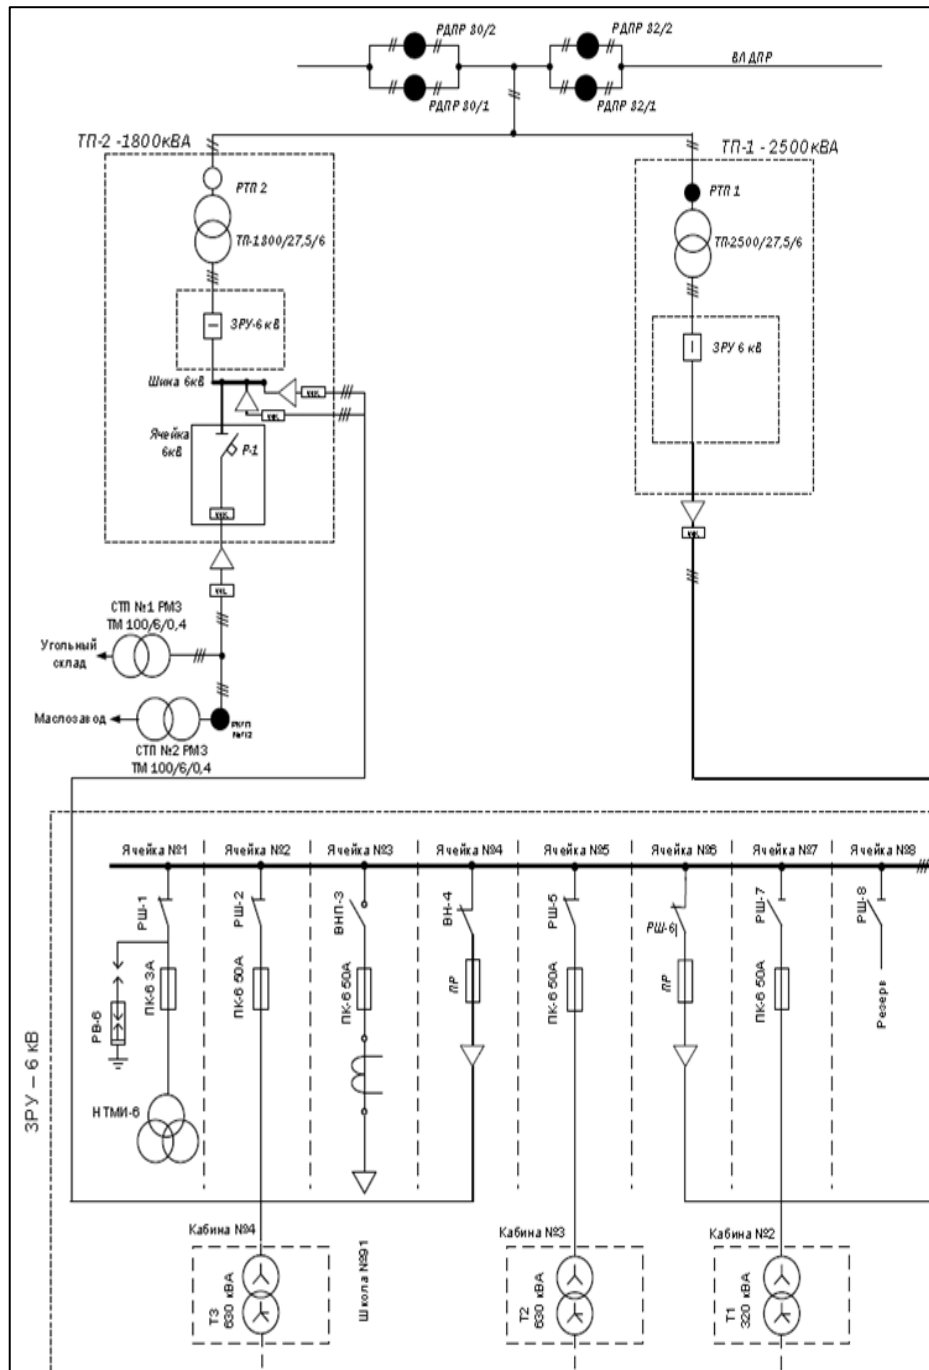 РДПР 80/2
РДПР 82/2
ВЛ ДПР
РДПР 80/1
РДПР 82/1
ТП-2 -1800кВА
ТП-1 - 2500кВА
РТП 2
РТП 1
ТП-1800/27,5/6
ТП-2500/27,5/6
ЗРУ-6 кВ
ЗРУ 6 кВ
Шина 6кВ
Ячейка
6кВ
Р-1
СТП №1 РМЗ
ТМ 100/6/0,4
Угольный
склад
Маслозавод
СТП №2 РМЗ
ТМ 100/6/0,4
Ячейка №1
Ячейка №2
Ячейка №3
Ячейка №4
Ячейка №5
Ячейка №6
Ячейка №7
Ячейка №8
РШ-1
РШ-2
ВНП-3
ВН-4
РШ-5
РШ-6
РШ-7
РШ-8
ПК-6 3А
ПК-6 50А
ПК-6 50А
ПР
ПК-6 50А
ПР
ПК-6 50А
Резерв
РВ-6
НТМИ-6
ЗРУ – 6 кВ
Кабина №4
Кабина №3
Кабина №2
Т3
630 кВА
Школа №91
Т2
630 кВА
Т1
320 кВА